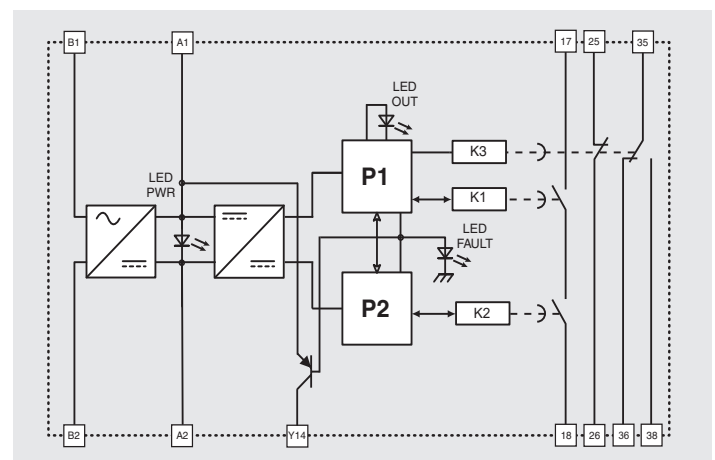 B1
A1
17
25
35
LED
OUT
P1
K3
LED
PWR
K1
LED
FAULT
P2
K2
B2
A2
Y14
18
26
36
38